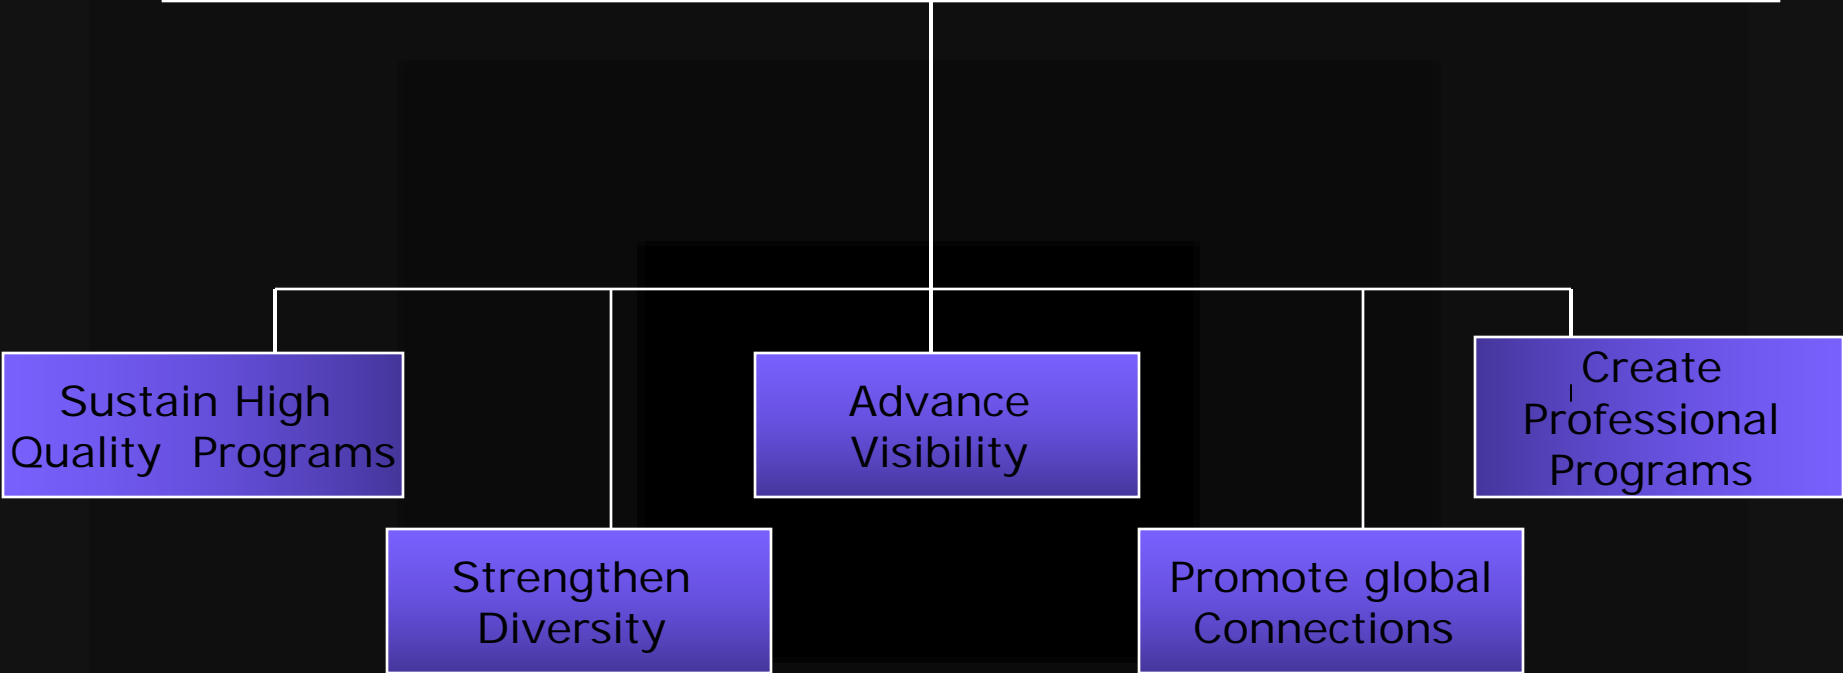 Sustain High
Quality  Programs
Strengthen
Diversity
Advance
Visibility
Promote global
Connections
Create
Professional
Programs